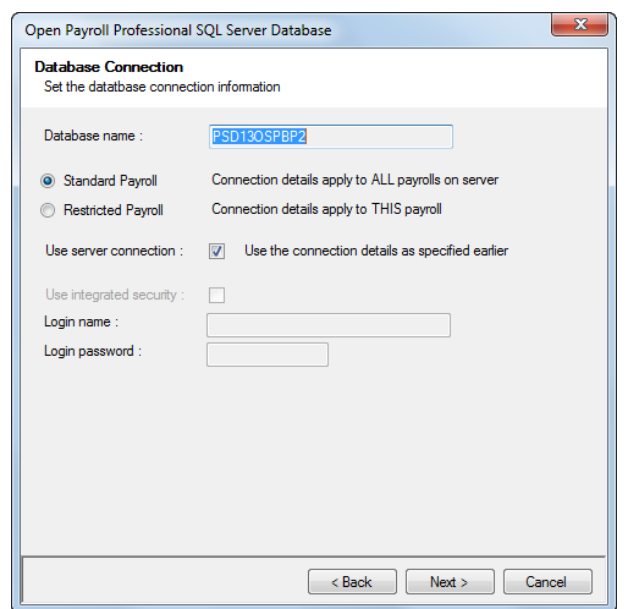 Open Payroll Professional SQL Server Database
Database Connection
Set the datatbase connection information
Database name :
PSD13OSPBP2
Standard Payroll Connection details apply to ALL payrolls on server
Restricted Payroll Connection details apply to THIS payroll
Use server connection : Use the connection details as specified earlier
Use integrated security :
Login name :
Login password :
< Back Next > Cancel